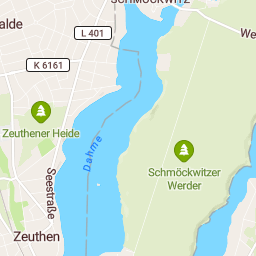 SCHMÖCKWITZ
We
alde
L 401
K 6161
Zeuthener Heide
Dahme
Schmöckwitzer
Werder
Seestraße
Zeuthen